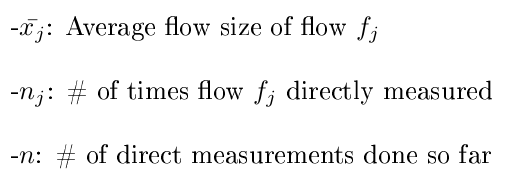 -x̄_j: Average flow size of flow f_j
-n_j: # of times flow f_j directly measured
-n: # of direct measurements done so far